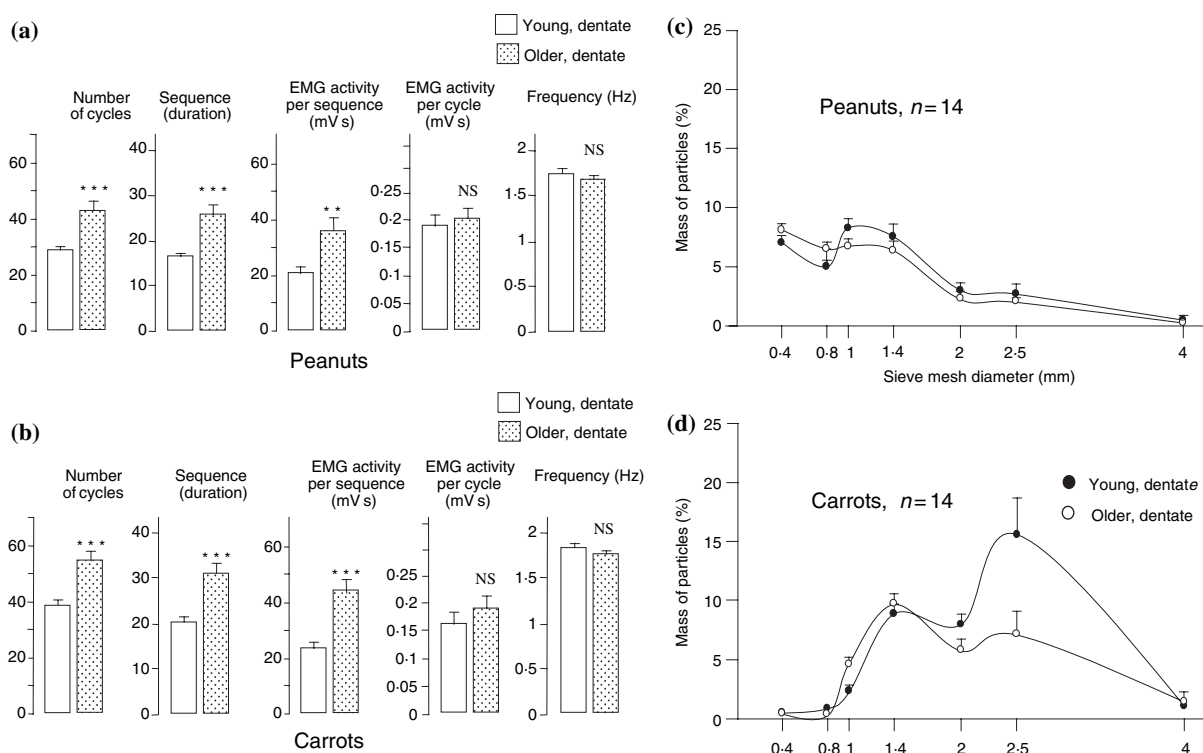 (a)
Young, dentate
Older, dentate
Number
of cycles
Sequence
(duration)
EMG activity
per sequence
(mV s)
EMG activity
per cycle
(mV s)
Frequency (Hz)
60
40
20
0
***
40
30
20
10
0
***
60
40
20
0
**
0·25
0·2
0·15
0·1
0·05
0
NS
2
1·5
1
0·5
0
NS
Peanuts
(b)
Young, dentate
Older, dentate
Number
of cycles
Sequence
(duration)
EMG activity
per sequence
(mV s)
EMG activity
per cycle
(mV s)
Frequency (Hz)
60
40
20
0
***
40
30
20
10
0
***
60
40
20
0
***
0·25
0·2
0·15
0·1
0·05
0
NS
2
1·5
1
0·5
0
NS
Carrots
(c)
25
20
15
10
5
0
Mass of particles (%)
Peanuts, n = 14
0·4 0·8 1 1·4 2 2·5 4
Sieve mesh diameter (mm)
(d)
25
20
15
10
5
0
Mass of particles (%)
Carrots, n = 14
Young, dentate
Older, dentate
0·4 0·8 1 1·4 2 2·5 4